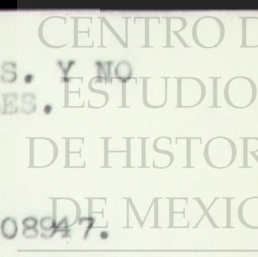 CENTRO D
S. Y NO
ESTUDIO
ES.
DE HISTOR
DE MEXIC
08947.